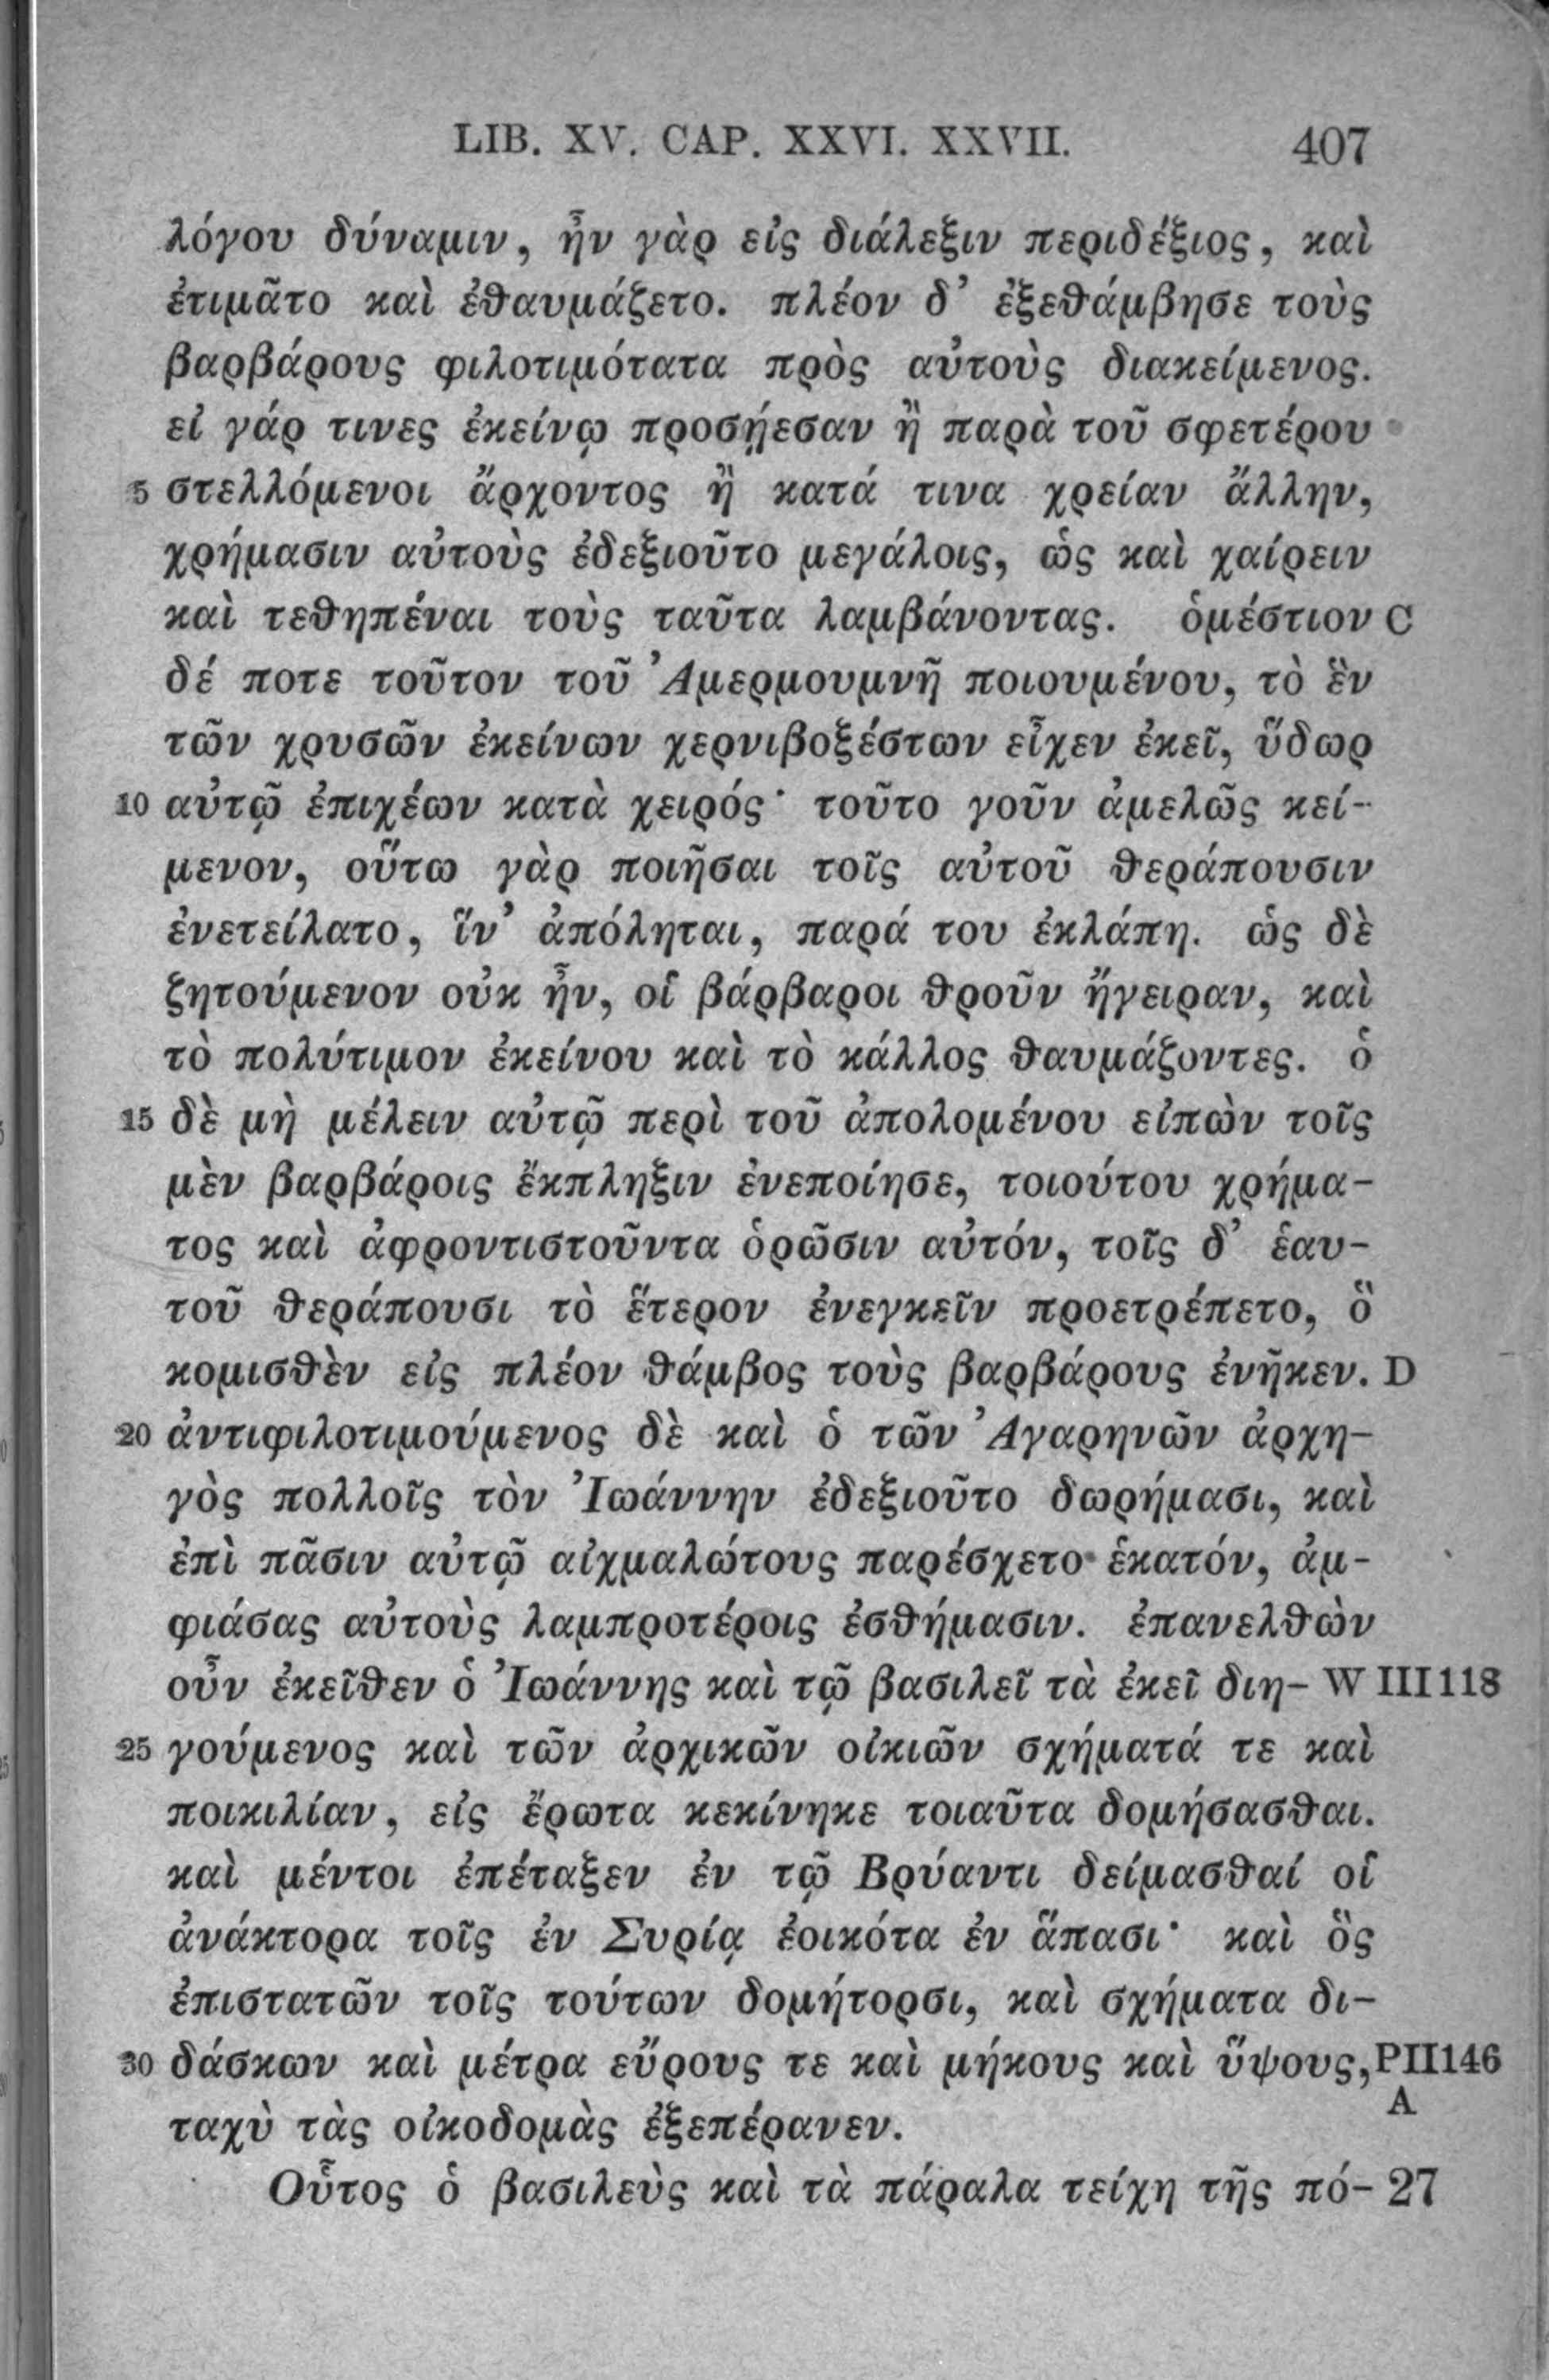 LIB. XV. CAP. XXVI. XXVII. 407
λόγου δύναμιν, ἦν γὰρ εἰς διάλεξιν περιδέξιος, καὶ
ἐτιμᾶτο καὶ ἐθαυμάζετο. πλέον δ' ἐξεθάμβησε τοὺς
βαρβάρους φιλοτιμότατα πρὸς αὐτοὺς διακείμενος.
εἰ γάρ τινες ἐκείνῳ προσῄεσαν ἢ παρὰ τοῦ σφετέρου
5 στελλόμενοι ἄρχοντος ἢ κατά τινα χρείαν ἄλλην,
χρήμασιν αὐτοὺς ἐδεξιοῦτο μεγάλοις, ὡς καὶ χαίρειν
καὶ τεθηπέναι τοὺς ταῦτα λαμβάνοντας. ὁμέστιον C
δέ ποτε τοῦτον τοῦ Ἀμερμουμνῆ ποιουμένου, τὸ ἓν
τῶν χρυσῶν ἐκείνων χερνιβοξέστων εἶχεν ἐκεῖ, ὕδωρ
10 αὐτῷ ἐπιχέων κατὰ χειρός· τοῦτο γοῦν ἀμελῶς κεί-
μενον, οὕτω γὰρ ποιῆσαι τοῖς αὐτοῦ θεράπουσιν
ἐνετείλατο, ἵν' ἀπόληται, παρά του ἐκλάπη. ὡς δὲ
ζητούμενον οὐκ ἦν, οἱ βάρβαροι θροῦν ἤγειραν, καὶ
τὸ πολύτιμον ἐκείνου καὶ τὸ κάλλος θαυμάζοντες. ὁ
15 δὲ μὴ μέλειν αὐτῷ περὶ τοῦ ἀπολομένου εἰπὼν τοῖς
μὲν βαρβάροις ἔκπληξιν ἐνεποίησε, τοιούτου χρήμα-
τος καὶ ἀφροντιστοῦντα ὁρῶσιν αὐτόν, τοῖς δ' ἑαυ-
τοῦ θεράπουσι τὸ ἕτερον ἐνεγκεῖν προετρέπετο, ὃ
κομισθὲν εἰς πλέον θάμβος τοὺς βαρβάρους ἐνῆκεν. D
20 ἀντιφιλοτιμούμενος δὲ καὶ ὁ τῶν Ἀγαρηνῶν ἀρχη-
γὸς πολλοῖς τὸν Ἰωάννην ἐδεξιοῦτο δωρήμασι, καὶ
ἐπὶ πᾶσιν αὐτῷ αἰχμαλώτους παρέσχετο ἑκατόν, ἀμ-
φιάσας αὐτοὺς λαμπροτέροις ἐσθήμασιν. ἐπανελθὼν
οὖν ἐκεῖθεν ὁ Ἰωάννης καὶ τῷ βασιλεῖ τὰ ἐκεῖ διη- W III 118
25 γούμενος καὶ τῶν ἀρχικῶν οἰκιῶν σχήματά τε καὶ
ποικιλίαν, εἰς ἔρωτα κεκίνηκε τοιαῦτα δομήσασθαι.
καὶ μέντοι ἐπέταξεν ἐν τῷ Βρύαντι δείμασθαί οἱ
ἀνάκτορα τοῖς ἐν Συρίᾳ ἐοικότα ἐν ἅπασι· καὶ ὃς
ἐπιστατῶν τοῖς τούτων δομήτορσι, καὶ σχήματα δι-
30 δάσκων καὶ μέτρα εὔρους τε καὶ μήκους καὶ ὕψους, PII146
A
ταχὺ τὰς οἰκοδομὰς ἐξεπέρανεν.
Οὗτος ὁ βασιλεὺς καὶ τὰ πάραλα τείχη τῆς πό- 27